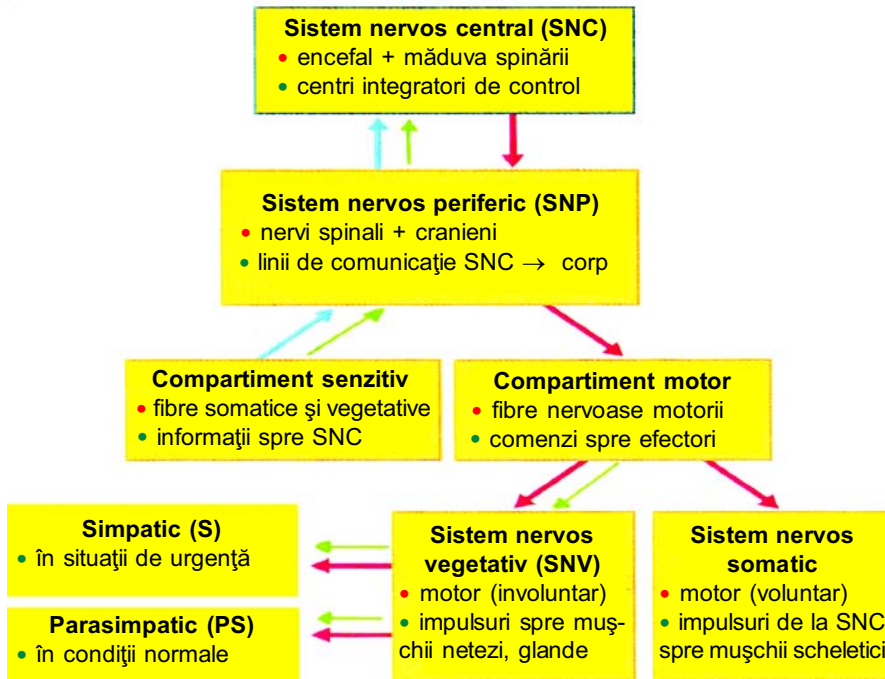 Sistem nervos central (SNC)
• encefal + măduva spinării
• centri integratori de control
Sistem nervos periferic (SNP)
• nervi spinali + cranieni
• linii de comunicaţie SNC → corp
Compartiment senzitiv
• fibre somatice şi vegetative
• informaţii spre SNC
Compartiment motor
• fibre nervoase motorii
• comenzi spre efectori
Simpatic (S)
• în situaţii de urgenţă
Parasimpatic (PS)
• în condiţii normale
Sistem nervos
vegetativ (SNV)
• motor (involuntar)
• impulsuri spre muş-
chii netezi, glande
Sistem nervos
somatic
• motor (voluntar)
• impulsuri de la SNC
spre muşchii scheletici